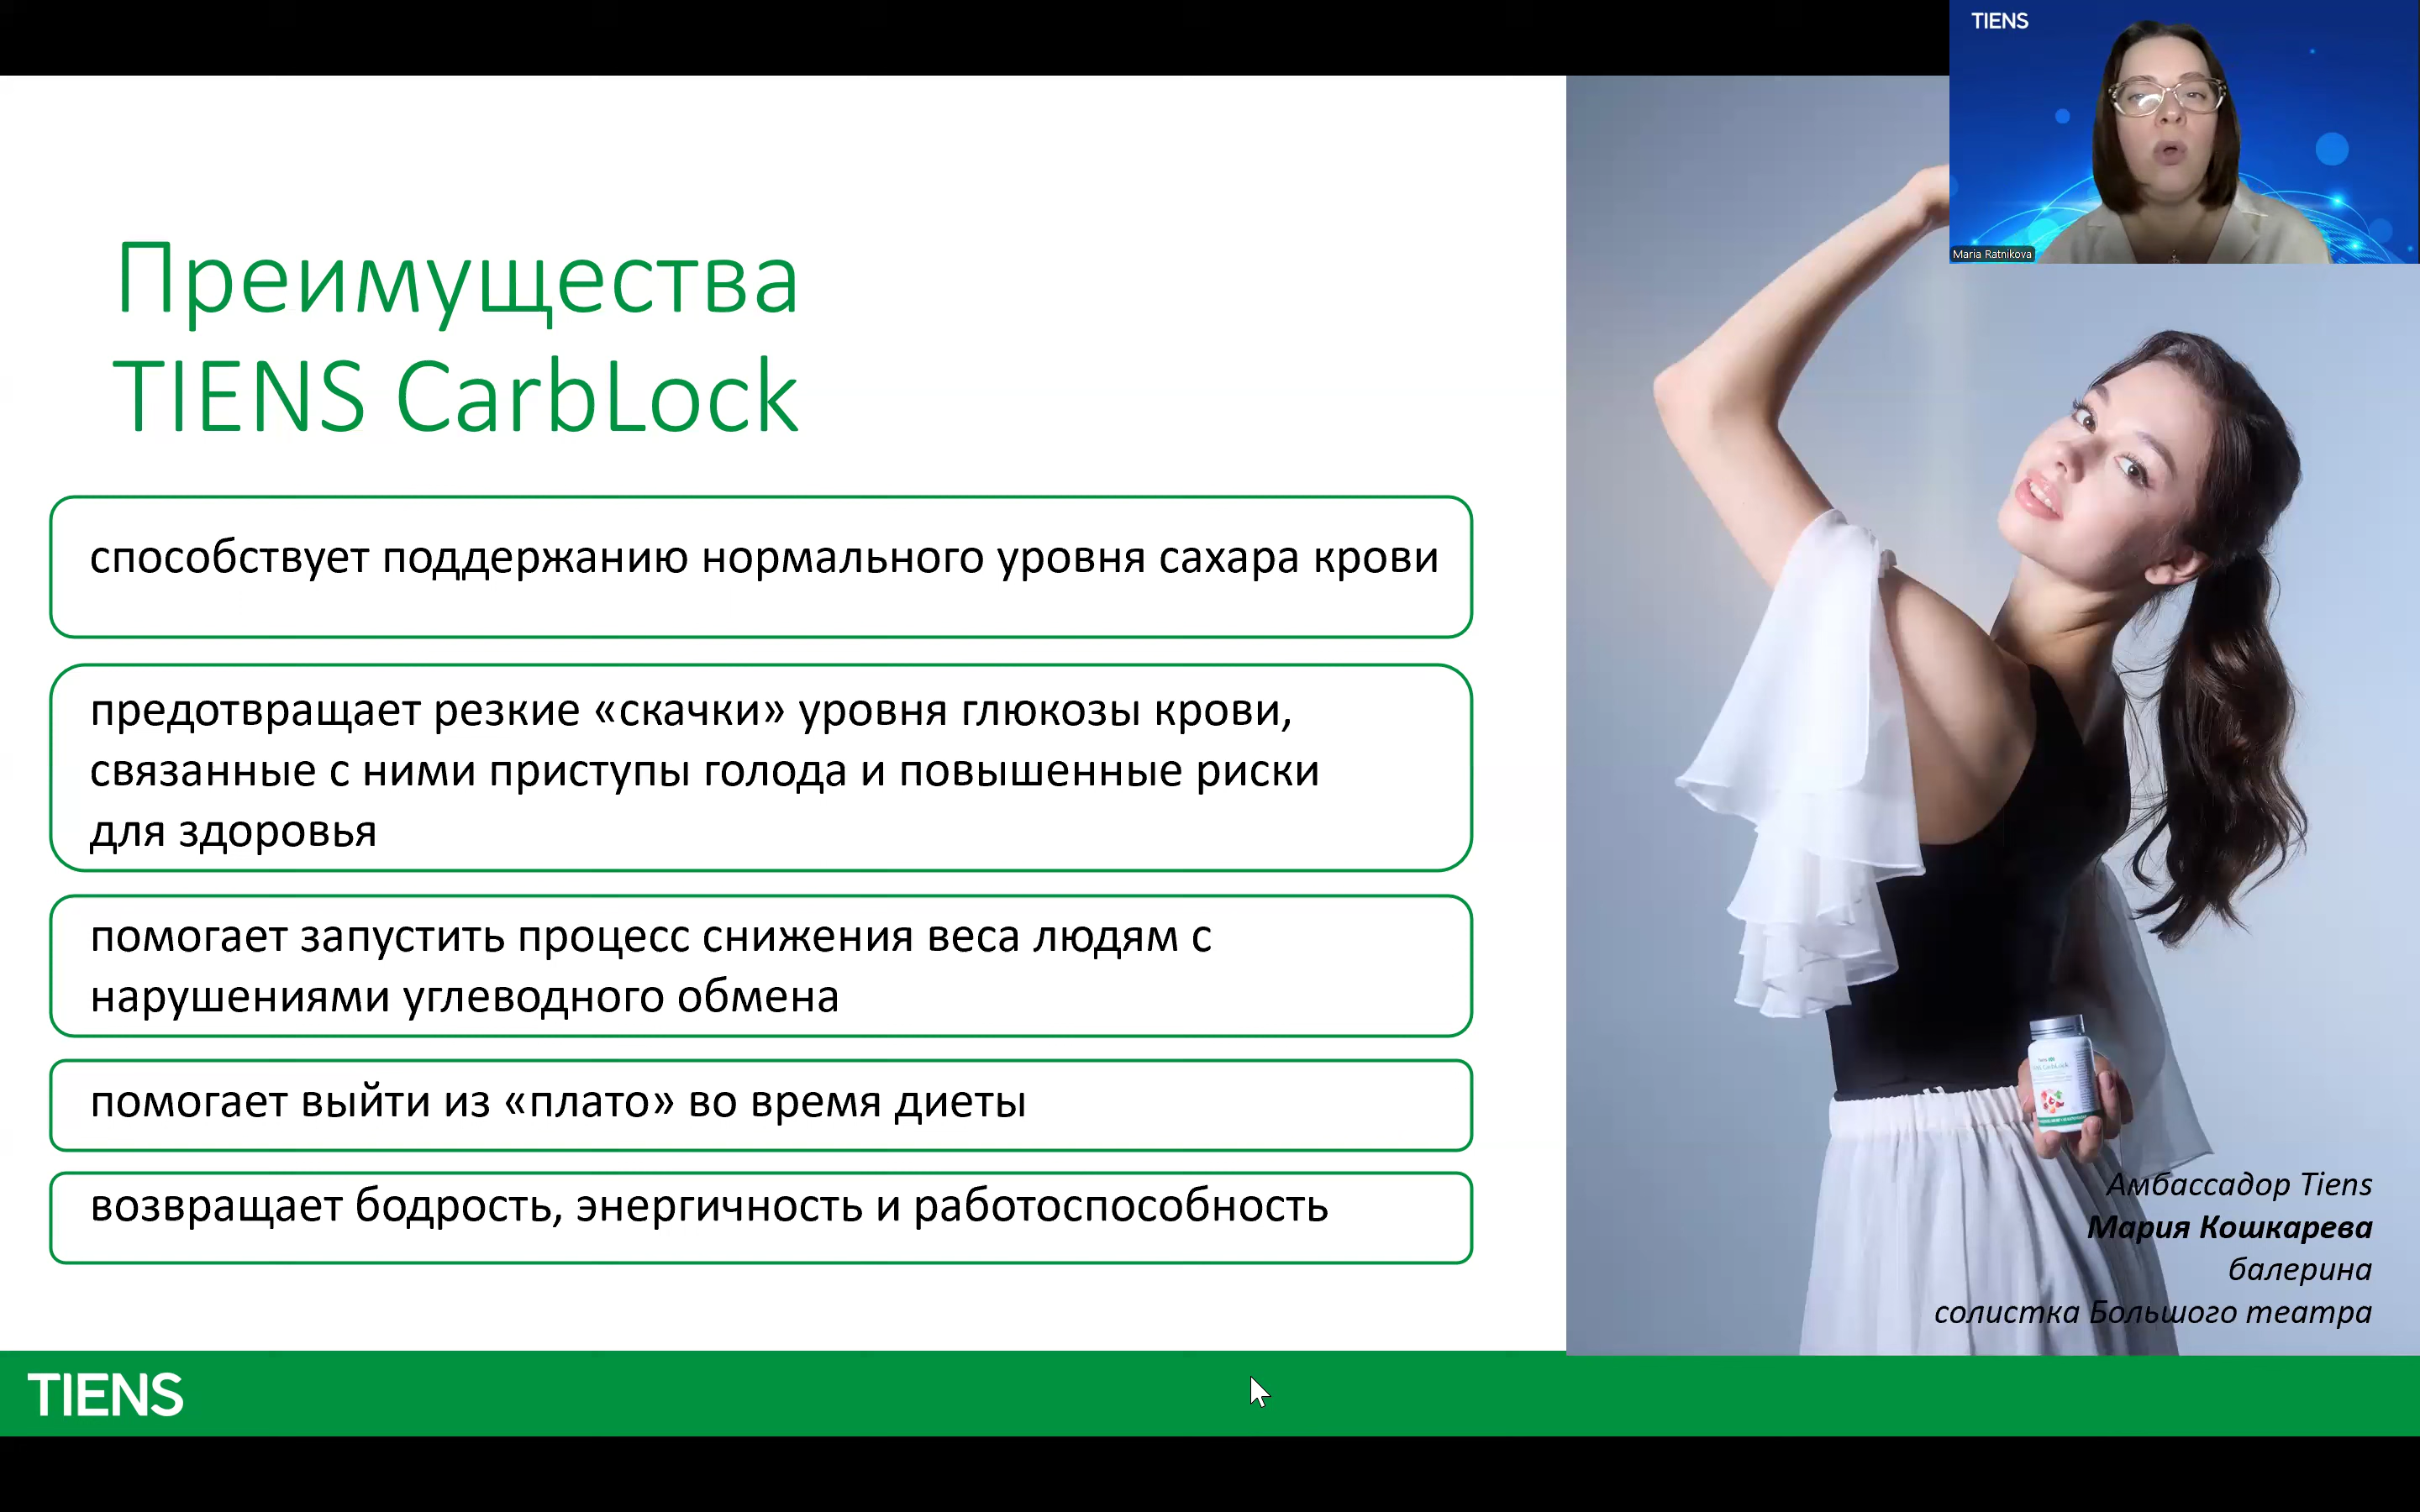 TIENS
Maria Ratnikova
Преимущества
TIENS CarbLock
способствует поддержанию нормального уровня сахара крови
предотвращает резкие «скачки» уровня глюкозы крови,
связанные с ними приступы голода и повышенные риски
для здоровья
помогает запустить процесс снижения веса людям с
нарушениями углеводного обмена
помогает выйти из «плато» во время диеты
возвращает бодрость, энергичность и работоспособность
CarbLock
Амбассадор Tiens
Мария Кошкарева
балерина
солистка Большого театра
TIENS